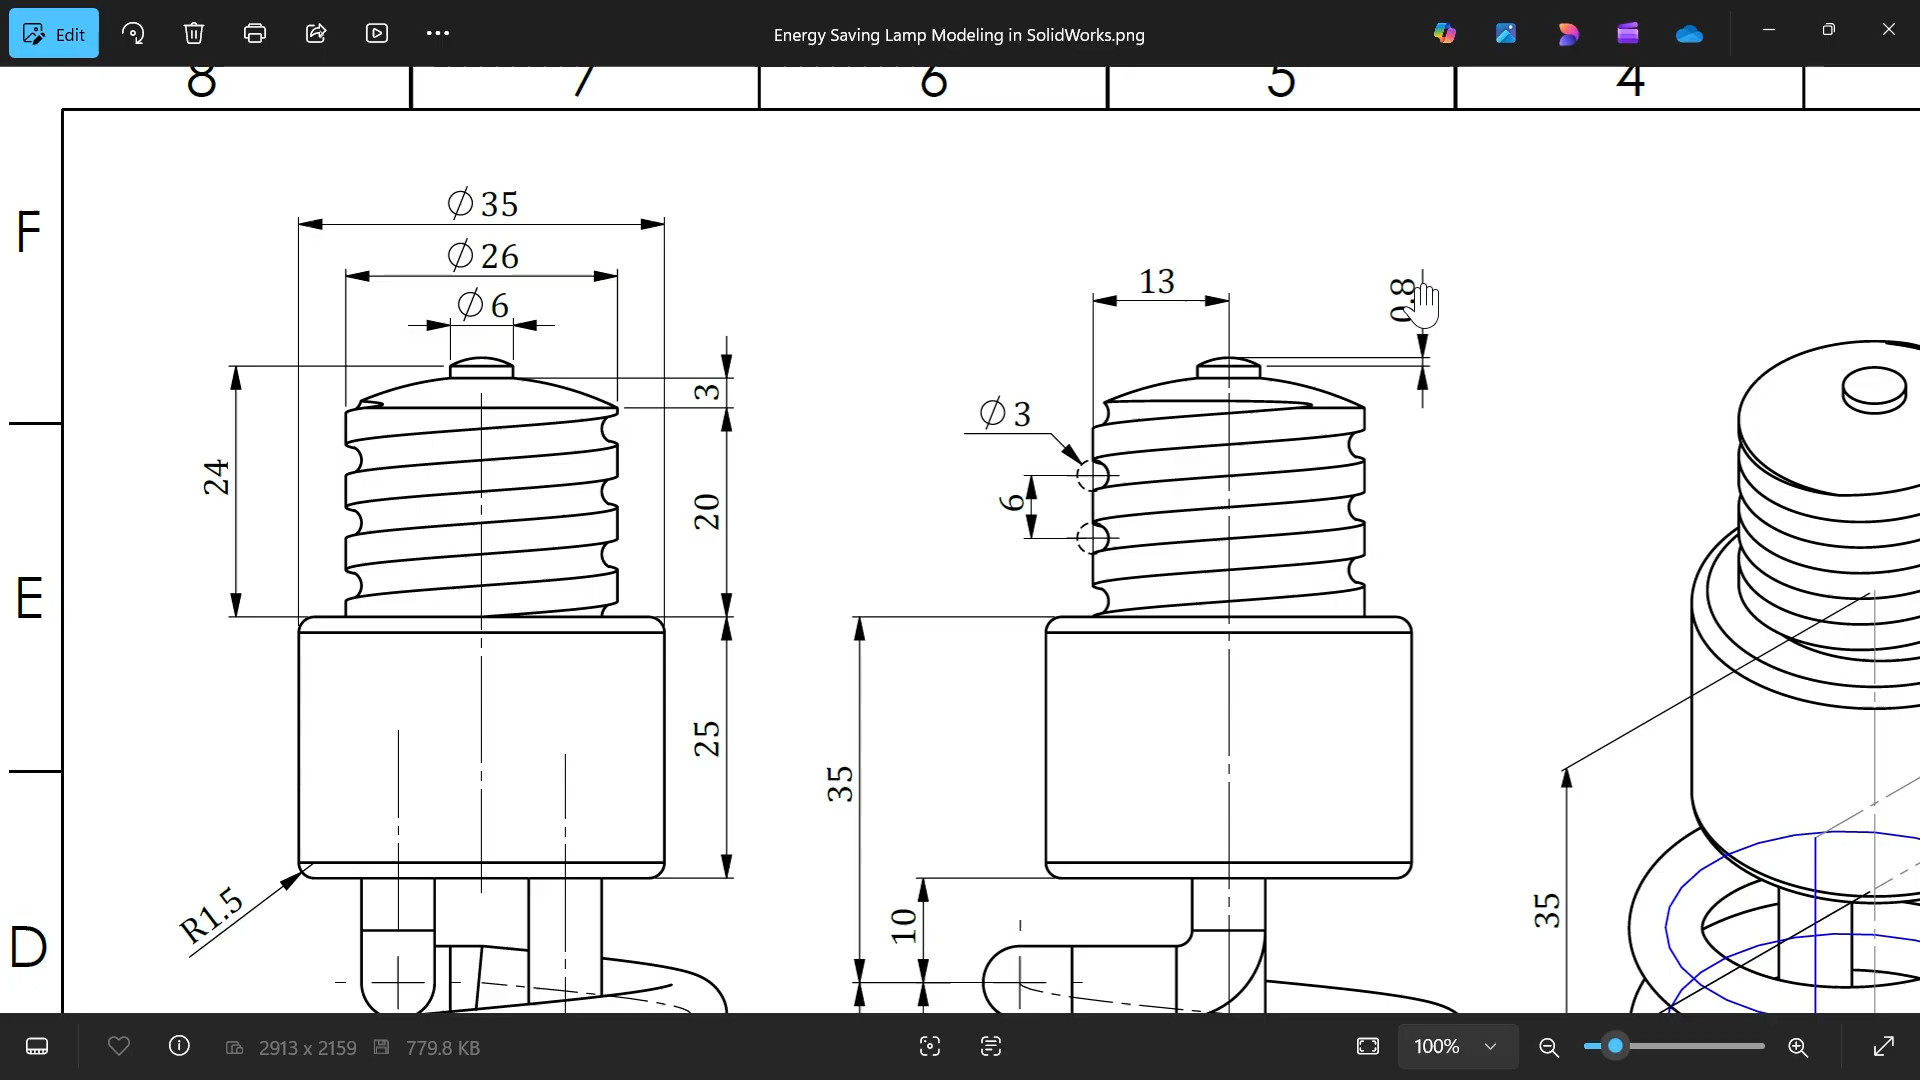 Edit
Energy Saving Lamp Modeling in SolidWorks.png
8 7 6 5 4
F
E
D
∅ 35
∅ 26
∅ 6
24
3
20
25
R1.5
13
0.8
∅ 3
6
35
10
35
2913 x 2159
779.8 KB
100%